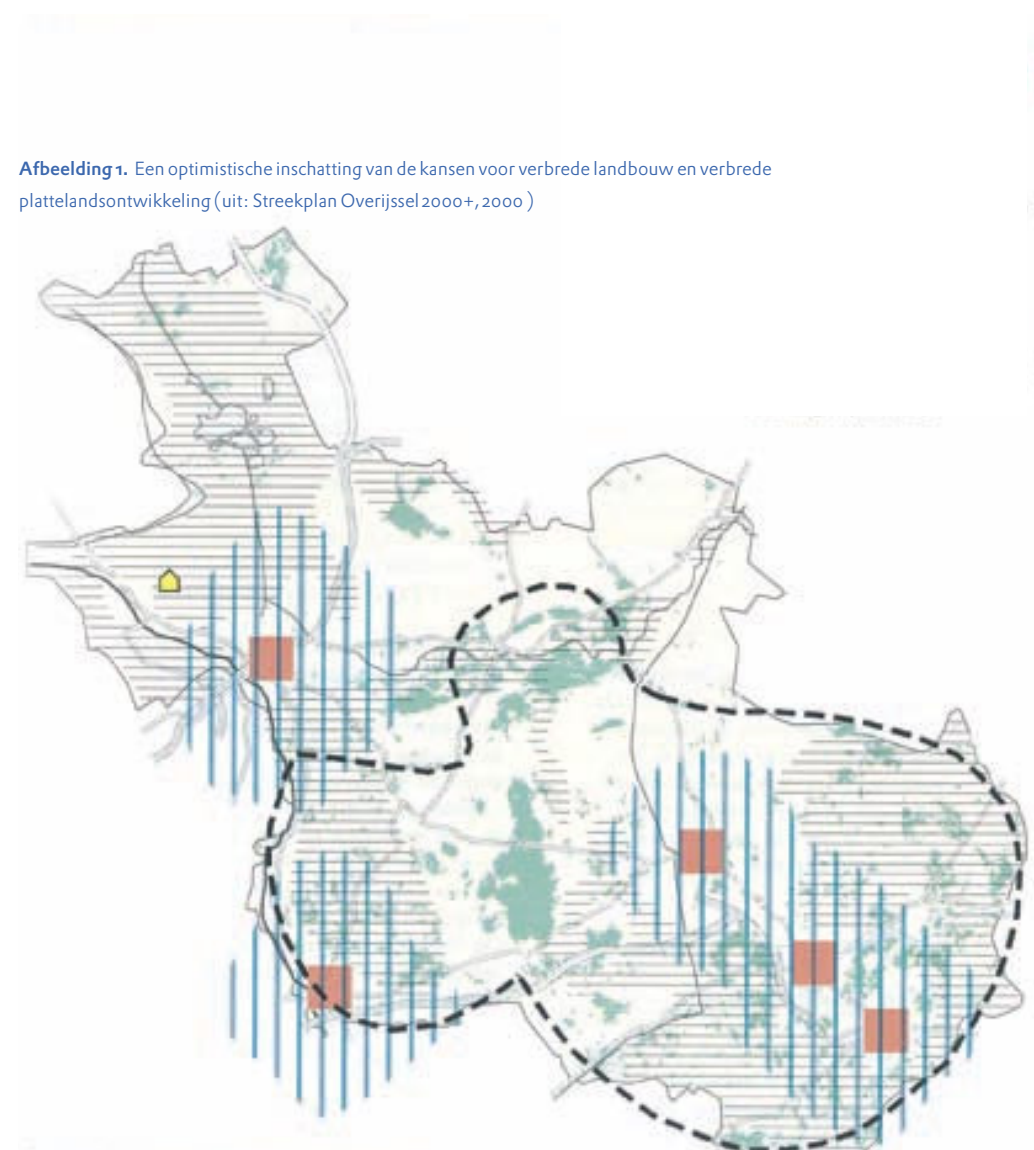 Afbeelding 1. Een optimistische inschatting van de kansen voor verbrede landbouw en verbrede
plattelandsontwikkeling (uit: Streekplan Overijssel 2000+, 2000 )